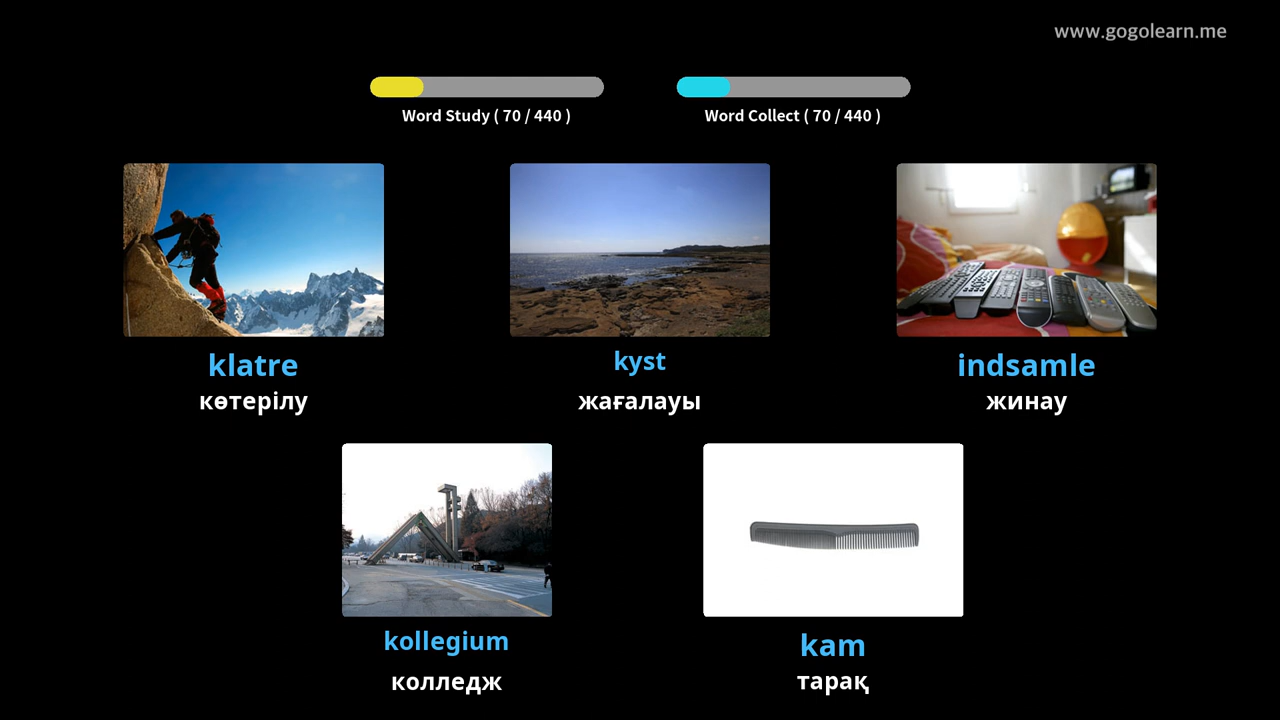 www.gogolearn.me
Word Study ( 70 / 440 )
Word Collect ( 70 / 440 )
klatre
көтерілу
kyst
жағалауы
indsamle
жинау
kollegium
колледж
kam
тарақ